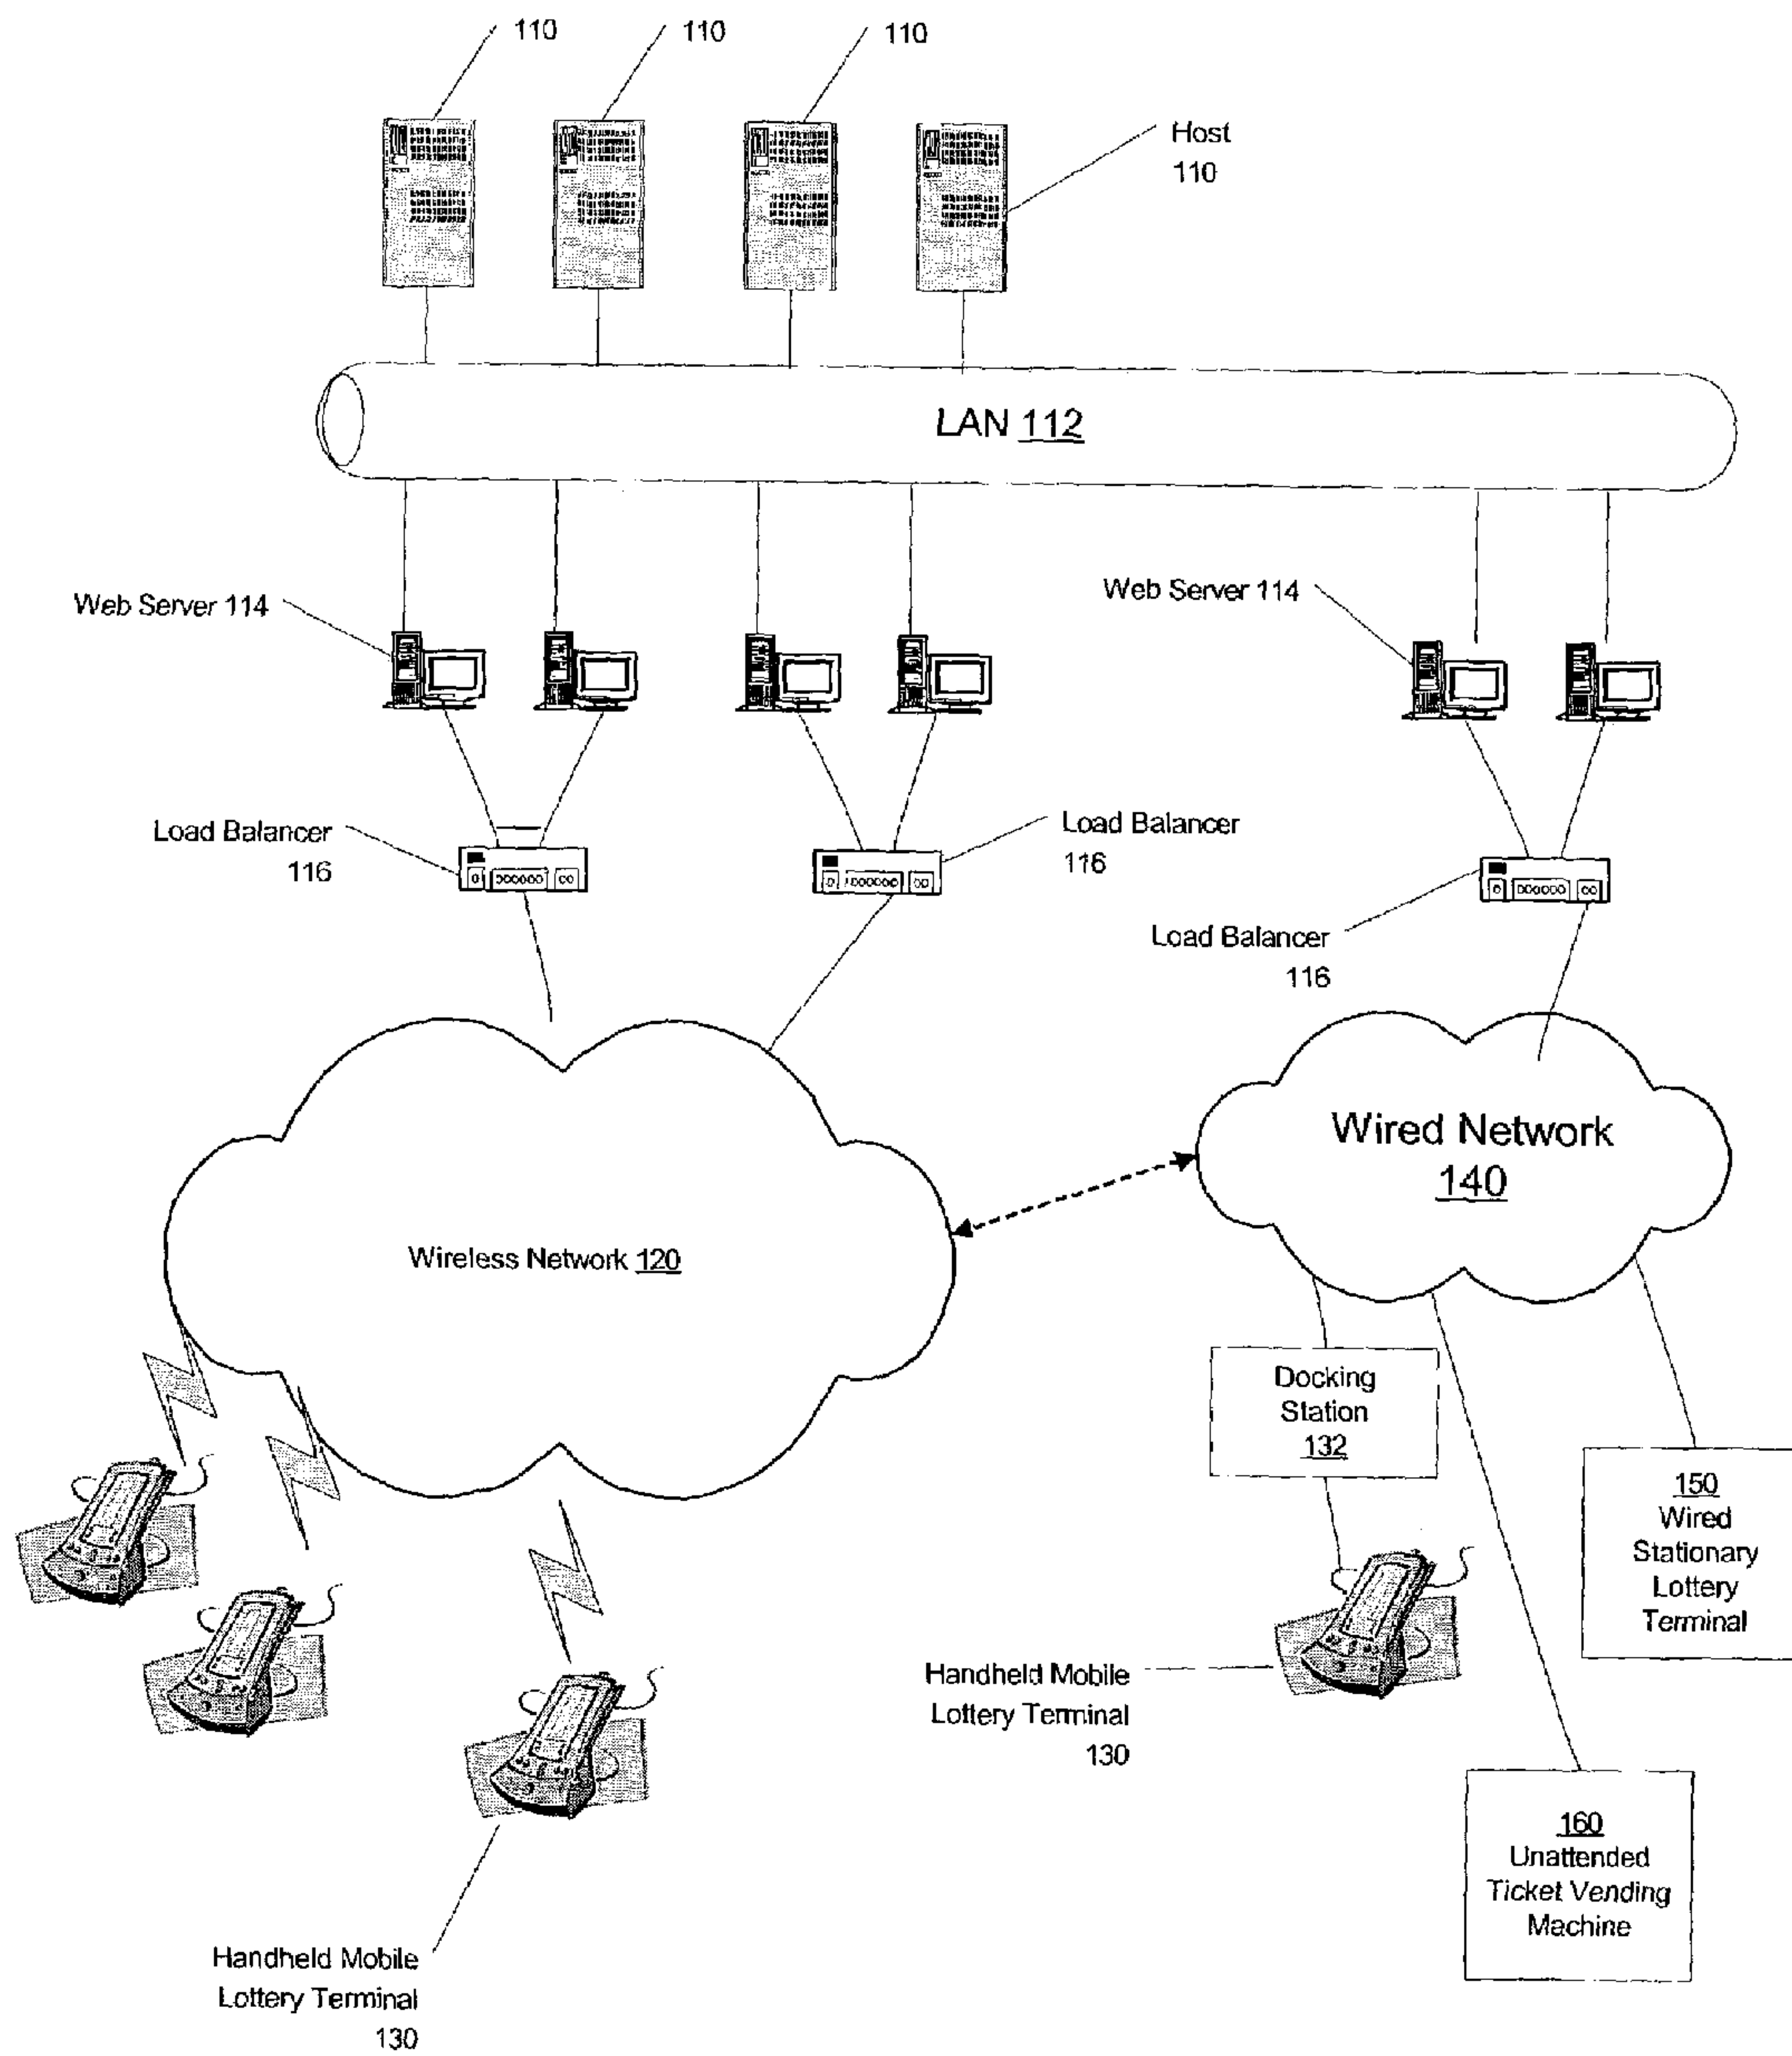 110
110
110
Host
110
LAN 112
Web Server 114
Web Server 114
Load Balancer
116
Load Balancer
116
Load Balancer
116
Wired Network
140
Wireless Network 120
Docking
Station
132
150
Wired
Stationary
Lottery
Terminal
Handheld Mobile
Lottery Terminal
130
160
Unattended
Ticket Vending
Machine
Handheld Mobile
Lottery Terminal
130